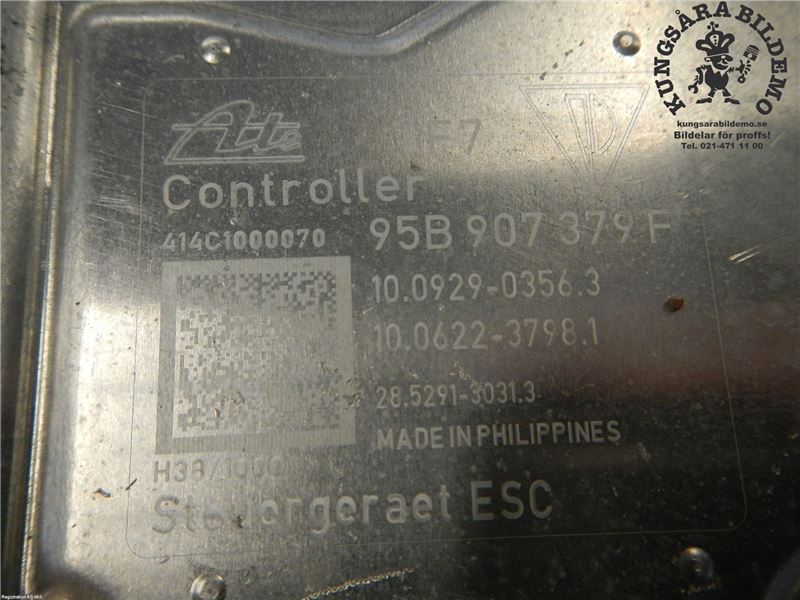 KUNGSÅRA BILDEMO
kungsarabildemo.se
Bildelar för proffs!
Tel. 021-471 11 00
Ate
7
Controller
414C1000070
95B 907 379 F
10.0929-0356.3
10.0622-3798.1
28.5291-3031.3
MADE IN PHILIPPINES
Steuergeraet ESC